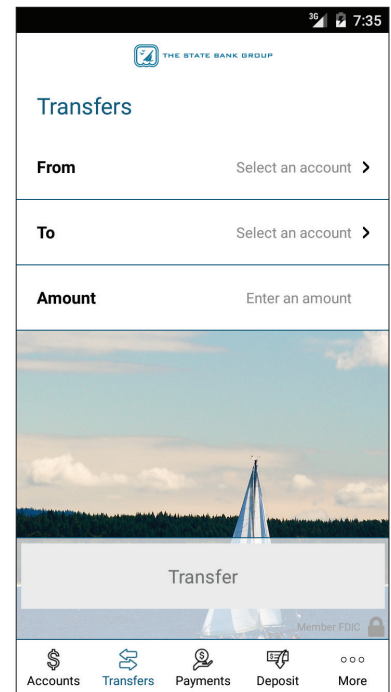 3G 7:35
THE STATE BANK GROUP
Transfers
From Select an account
To Select an account
Amount Enter an amount
Transfer
Member FDIC
Accounts Transfers Payments Deposit More